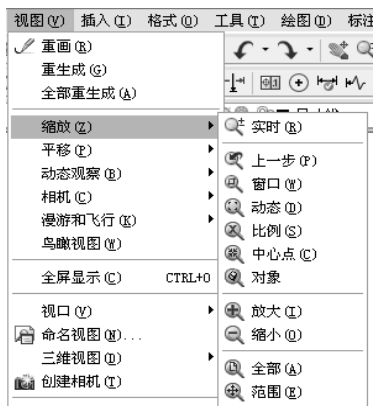 视图(V) 插入(I) 格式(O) 工具(T) 绘图(D) 标注
重画(R)
重生成(G)
全部重生成(A)
缩放(Z)
平移(P)
动态观察(B)
相机(C)
漫游和飞行(K)
鸟瞰视图(W)
全屏显示(C) CTRL+0
视口(V)
命名视图(N)...
三维视图(D)
创建相机(T)
实时(R)
上一步(P)
窗口(W)
动态(D)
比例(S)
中心点(C)
对象
放大(I)
缩小(O)
全部(A)
范围(E)